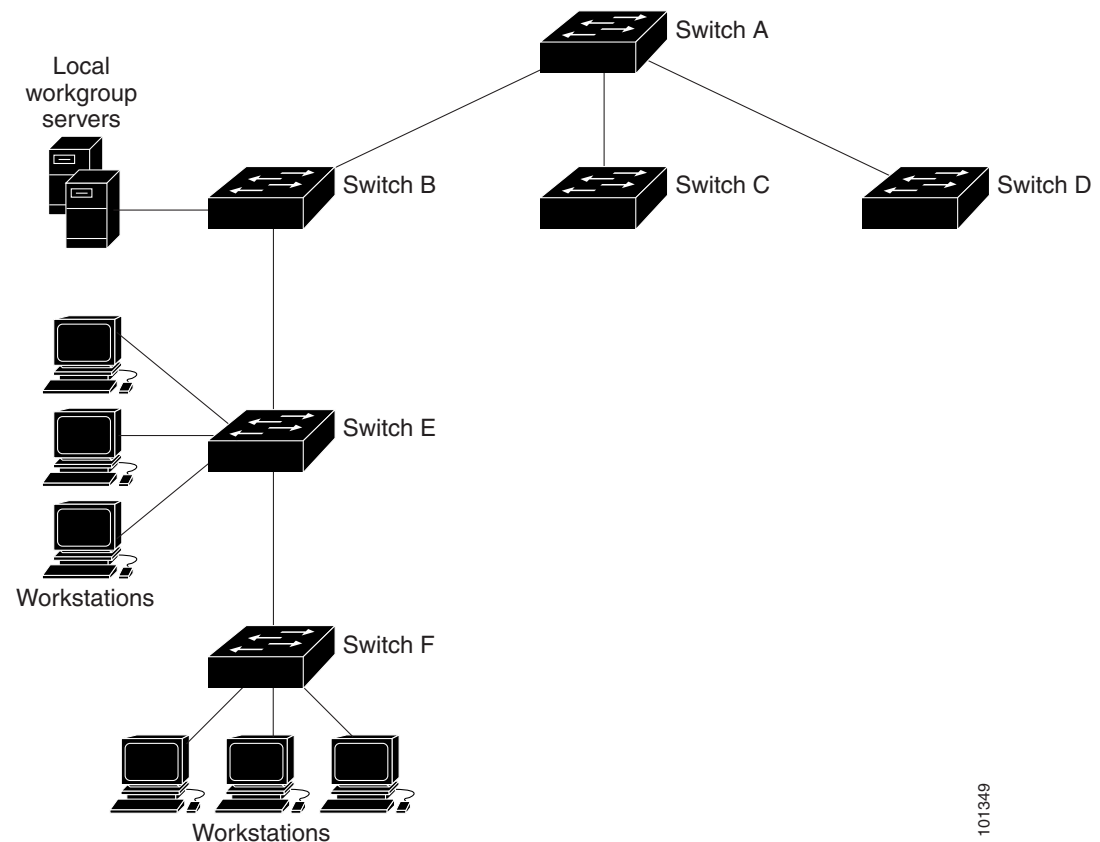 Switch A
Local
workgroup
servers
Switch B
Switch C
Switch D
Switch E
Workstations
Switch F
Workstations
101349